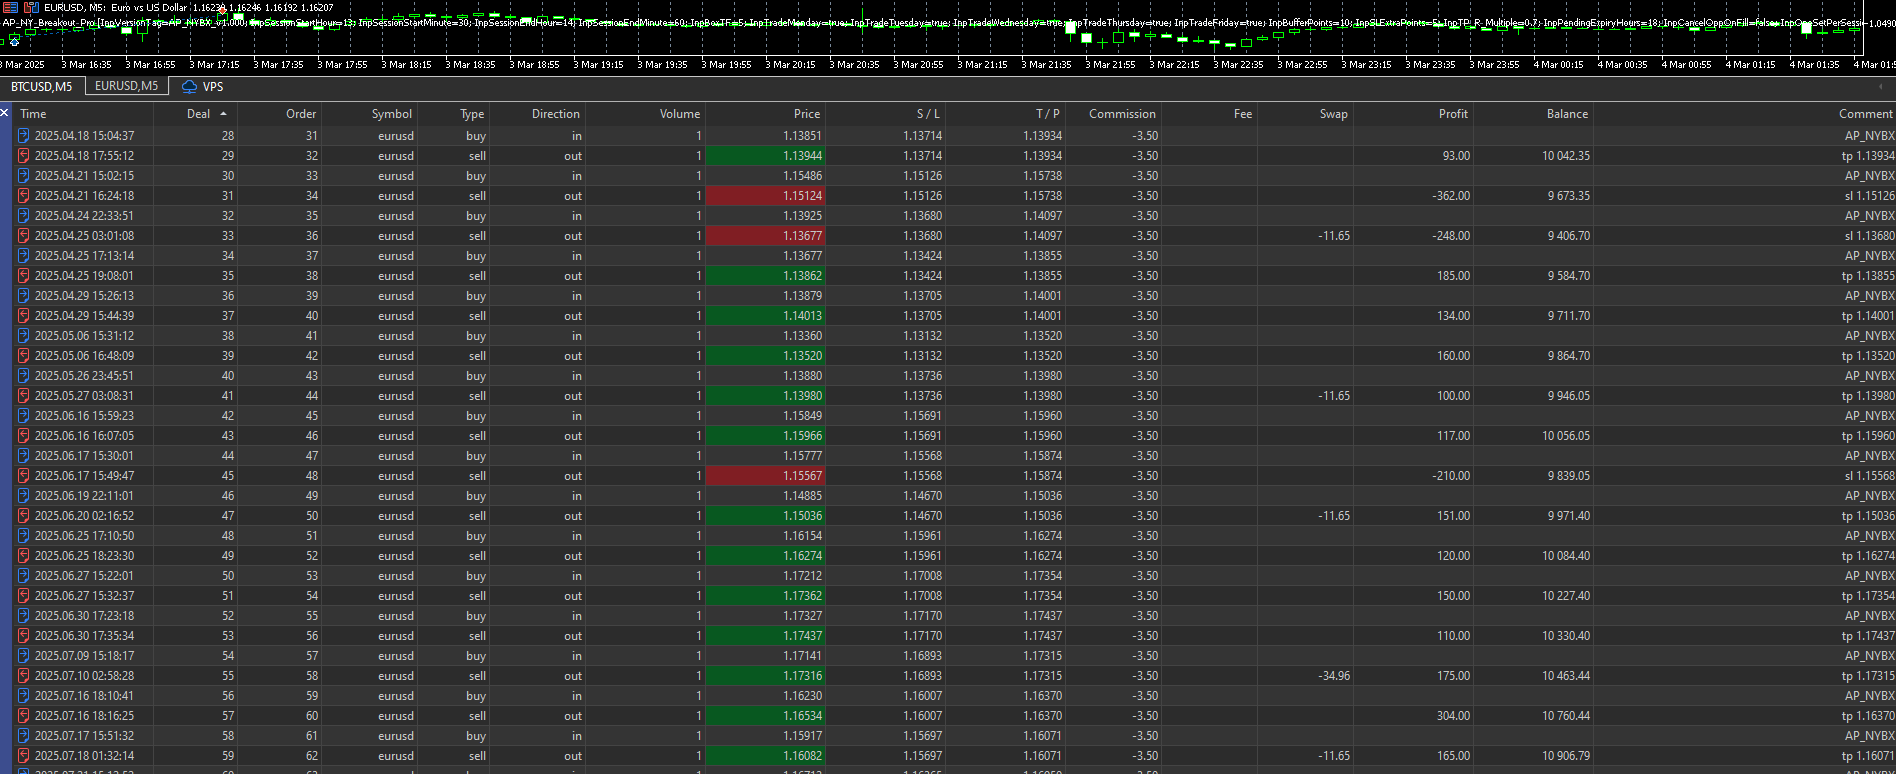 EURUSD, M5: Euro vs US Dollar 1.16246 1.16192 1.16207
1.0490
3 Mar 2025 3 Mar 16:35 3 Mar 16:55 3 Mar 17:15 3 Mar 17:35 3 Mar 17:55 3 Mar 18:15 3 Mar 18:35 3 Mar 18:55 3 Mar 19:15 3 Mar 19:35 3 Mar 19:55 3 Mar 20:15 3 Mar 20:35 3 Mar 20:55 3 Mar 21:15 3 Mar 21:35 3 Mar 21:55 3 Mar 22:15 3 Mar 22:35 3 Mar 22:55 3 Mar 23:15 3 Mar 23:35 3 Mar 23:55 4 Mar 00:15 4 Mar 00:35 4 Mar 00:55 4 Mar 01:15 4 Mar 01:35
BTCUSD,M5 EURUSD,M5 VPS
Time Deal Order Symbol Type Direction Volume Price S / L T / P Commission Fee Swap Profit Balance Comment
2025.04.18 15:04:37 28 31 eurusd buy in 1 1.13851 1.13714 1.13934 -3.50 AP_NYBX
2025.04.18 17:55:12 29 32 eurusd sell out 1 1.13944 1.13714 1.13934 -3.50 93.00 10 042.35 tp 1.13934
2025.04.21 15:02:15 30 33 eurusd buy in 1 1.15486 1.15126 1.15738 -3.50 AP_NYBX
2025.04.21 16:24:18 31 34 eurusd sell out 1 1.15124 1.15126 1.15738 -3.50 -362.00 9 673.35 sl 1.15126
2025.04.24 22:33:51 32 35 eurusd buy in 1 1.13925 1.13680 1.14097 -3.50 AP_NYBX
2025.04.25 03:01:08 33 36 eurusd sell out 1 1.13677 1.13680 1.14097 -3.50 -11.65 -248.00 9 406.70 sl 1.13680
2025.04.25 17:13:14 34 37 eurusd buy in 1 1.13677 1.13424 1.13855 -3.50 AP_NYBX
2025.04.25 19:08:01 35 38 eurusd sell out 1 1.13862 1.13424 1.13855 -3.50 185.00 9 584.70 tp 1.13855
2025.04.29 15:26:13 36 39 eurusd buy in 1 1.13879 1.13705 1.14001 -3.50 AP_NYBX
2025.04.29 15:44:39 37 40 eurusd sell out 1 1.14013 1.13705 1.14001 -3.50 134.00 9 711.70 tp 1.14001
2025.05.06 15:31:12 38 41 eurusd buy in 1 1.13360 1.13132 1.13520 -3.50 AP_NYBX
2025.05.06 16:48:09 39 42 eurusd sell out 1 1.13520 1.13132 1.13520 -3.50 160.00 9 864.70 tp 1.13520
2025.05.26 23:45:51 40 43 eurusd buy in 1 1.13880 1.13736 1.13980 -3.50 AP_NYBX
2025.05.27 03:08:31 41 44 eurusd sell out 1 1.13980 1.13736 1.13980 -3.50 -11.65 100.00 9 946.05 tp 1.13980
2025.06.16 15:59:23 42 45 eurusd buy in 1 1.15849 1.15691 1.15960 -3.50 AP_NYBX
2025.06.16 16:07:05 43 46 eurusd sell out 1 1.15966 1.15691 1.15960 -3.50 117.00 10 056.05 tp 1.15960
2025.06.17 15:30:01 44 47 eurusd buy in 1 1.15777 1.15568 1.15874 -3.50 AP_NYBX
2025.06.17 15:49:47 45 48 eurusd sell out 1 1.15567 1.15568 1.15874 -3.50 -210.00 9 839.05 sl 1.15568
2025.06.19 22:11:01 46 49 eurusd buy in 1 1.14885 1.14670 1.15036 -3.50 AP_NYBX
2025.06.20 02:16:52 47 50 eurusd sell out 1 1.15036 1.14670 1.15036 -3.50 -11.65 151.00 9 971.40 tp 1.15036
2025.06.25 17:10:50 48 51 eurusd buy in 1 1.16154 1.15961 1.16274 -3.50 AP_NYBX
2025.06.25 18:23:30 49 52 eurusd sell out 1 1.16274 1.15961 1.16274 -3.50 120.00 10 084.40 tp 1.16274
2025.06.27 15:22:01 50 53 eurusd buy in 1 1.17212 1.17008 1.17354 -3.50 AP_NYBX
2025.06.27 15:32:37 51 54 eurusd sell out 1 1.17362 1.17008 1.17354 -3.50 150.00 10 227.40 tp 1.17354
2025.06.30 17:23:18 52 55 eurusd buy in 1 1.17327 1.17170 1.17437 -3.50 AP_NYBX
2025.06.30 17:35:34 53 56 eurusd sell out 1 1.17437 1.17170 1.17437 -3.50 110.00 10 330.40 tp 1.17437
2025.07.09 15:18:17 54 57 eurusd buy in 1 1.17141 1.16893 1.17315 -3.50 AP_NYBX
2025.07.10 02:58:28 55 58 eurusd sell out 1 1.17316 1.16893 1.17315 -3.50 -34.96 175.00 10 463.44 tp 1.17315
2025.07.16 18:10:41 56 59 eurusd buy in 1 1.16230 1.16007 1.16370 -3.50 AP_NYBX
2025.07.16 18:16:25 57 60 eurusd sell out 1 1.16534 1.16007 1.16370 -3.50 304.00 10 760.44 tp 1.16370
2025.07.17 15:51:32 58 61 eurusd buy in 1 1.15917 1.15697 1.16071 -3.50 AP_NYBX
2025.07.18 01:32:14 59 62 eurusd sell out 1 1.16082 1.15697 1.16071 -3.50 -11.65 165.00 10 906.79 tp 1.16071